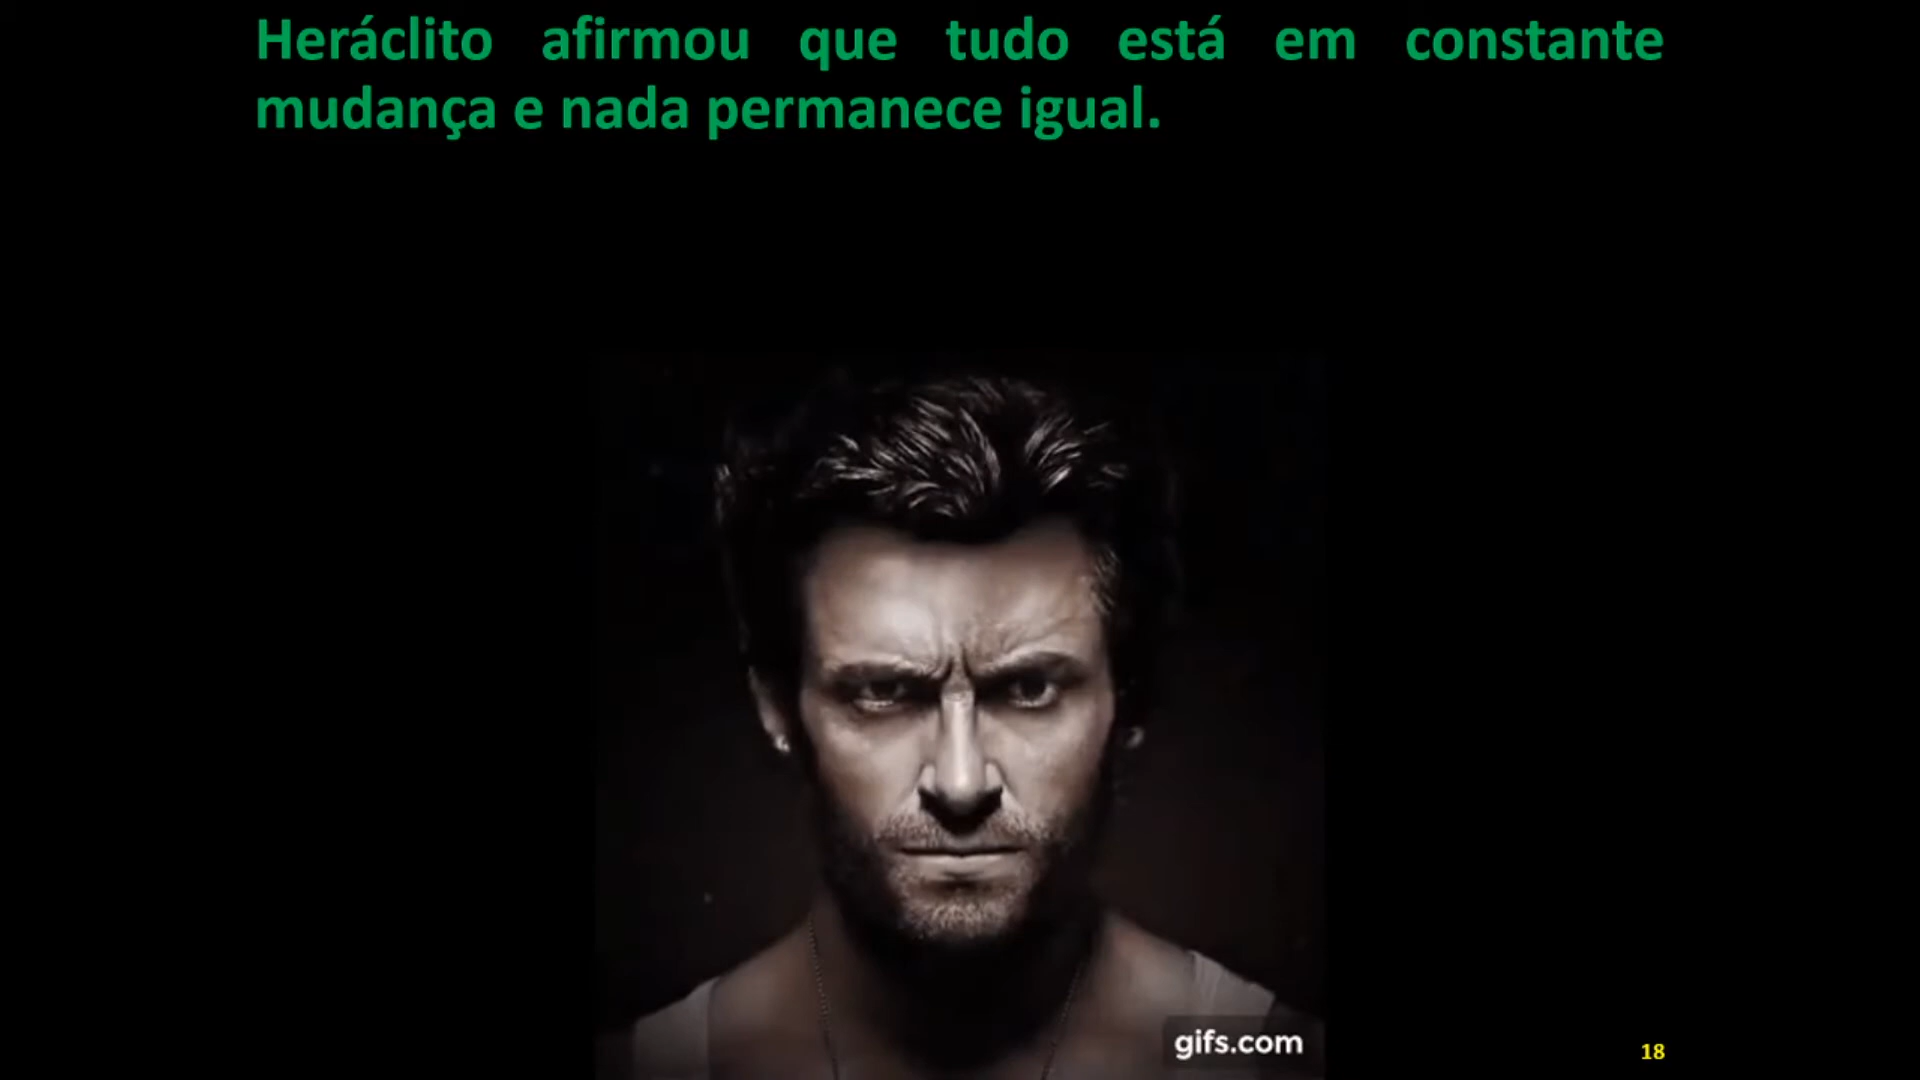 Heráclito afirmou que tudo está em constante
mudança e nada permanece igual.
gifs.com
18